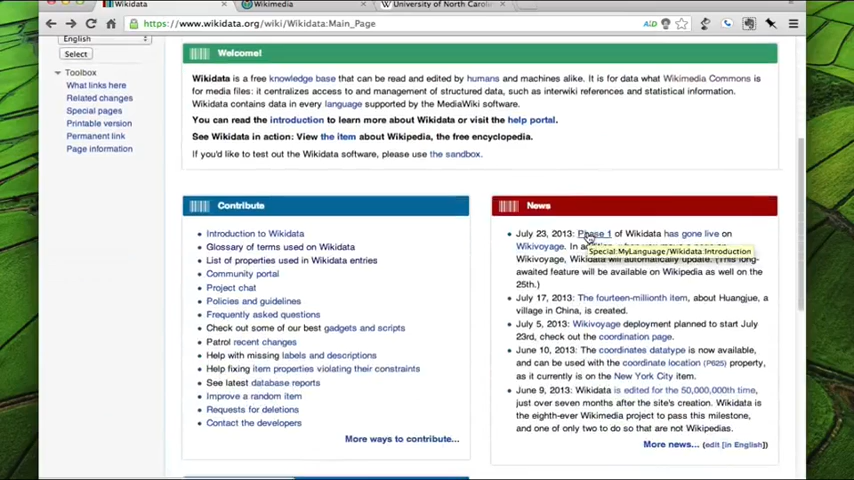 Wikidata
Wikimedia
University of North Caroli
https://www.wikidata.org/wiki/Wikidata:Main_Page
English
Select
Toolbox
What links here
Related changes
Special pages
Printable version
Permanent link
Page information
Welcome!
Wikidata is a free knowledge base that can be read and edited by humans and machines alike. It is for data what Wikimedia Commons is
for media files: it centralizes access to and management of structured data, such as interwiki references and statistical information.
Wikidata contains data in every language supported by the MediaWiki software.
You can read the introduction to learn more about Wikidata or visit the help portal.
See Wikidata in action: View the item about Wikipedia, the free encyclopedia.
If you'd like to test out the Wikidata software, please use the sandbox.
Contribute
Introduction to Wikidata
Glossary of terms used on Wikidata
List of properties used in Wikidata entries
Community portal
Project chat
Policies and guidelines
Frequently asked questions
Check out some of our best gadgets and scripts
Patrol recent changes
Help with missing labels and descriptions
Help fixing item properties violating their constraints
See latest database reports
Improve a random item
Requests for deletions
Contact the developers
More ways to contribute...
News
July 23, 2013: Phase 1 of Wikidata has gone live on
Wikivoyage. In
Special:MyLanguage/Wikidata:Introduction
Wikivoyage, Wikidata will automatically update. (This long-
awaited feature will be available on Wikipedia as well on the
25th.)
July 17, 2013: The fourteen-millionth item, about Huangjue, a
village in China, is created.
July 5, 2013: Wikivoyage deployment planned to start July
23rd, check out the coordination page.
June 10, 2013: The coordinates datatype is now available,
and can be used with the coordinate location (P625) property,
as it currently is on the New York City item.
June 9, 2013: Wikidata is edited for the 50,000,000th time,
just over seven months after the site's creation. Wikidata is
the eighth-ever Wikimedia project to pass this milestone,
and one of only two to do so that are not Wikipedias.
More news... (edit [in English])